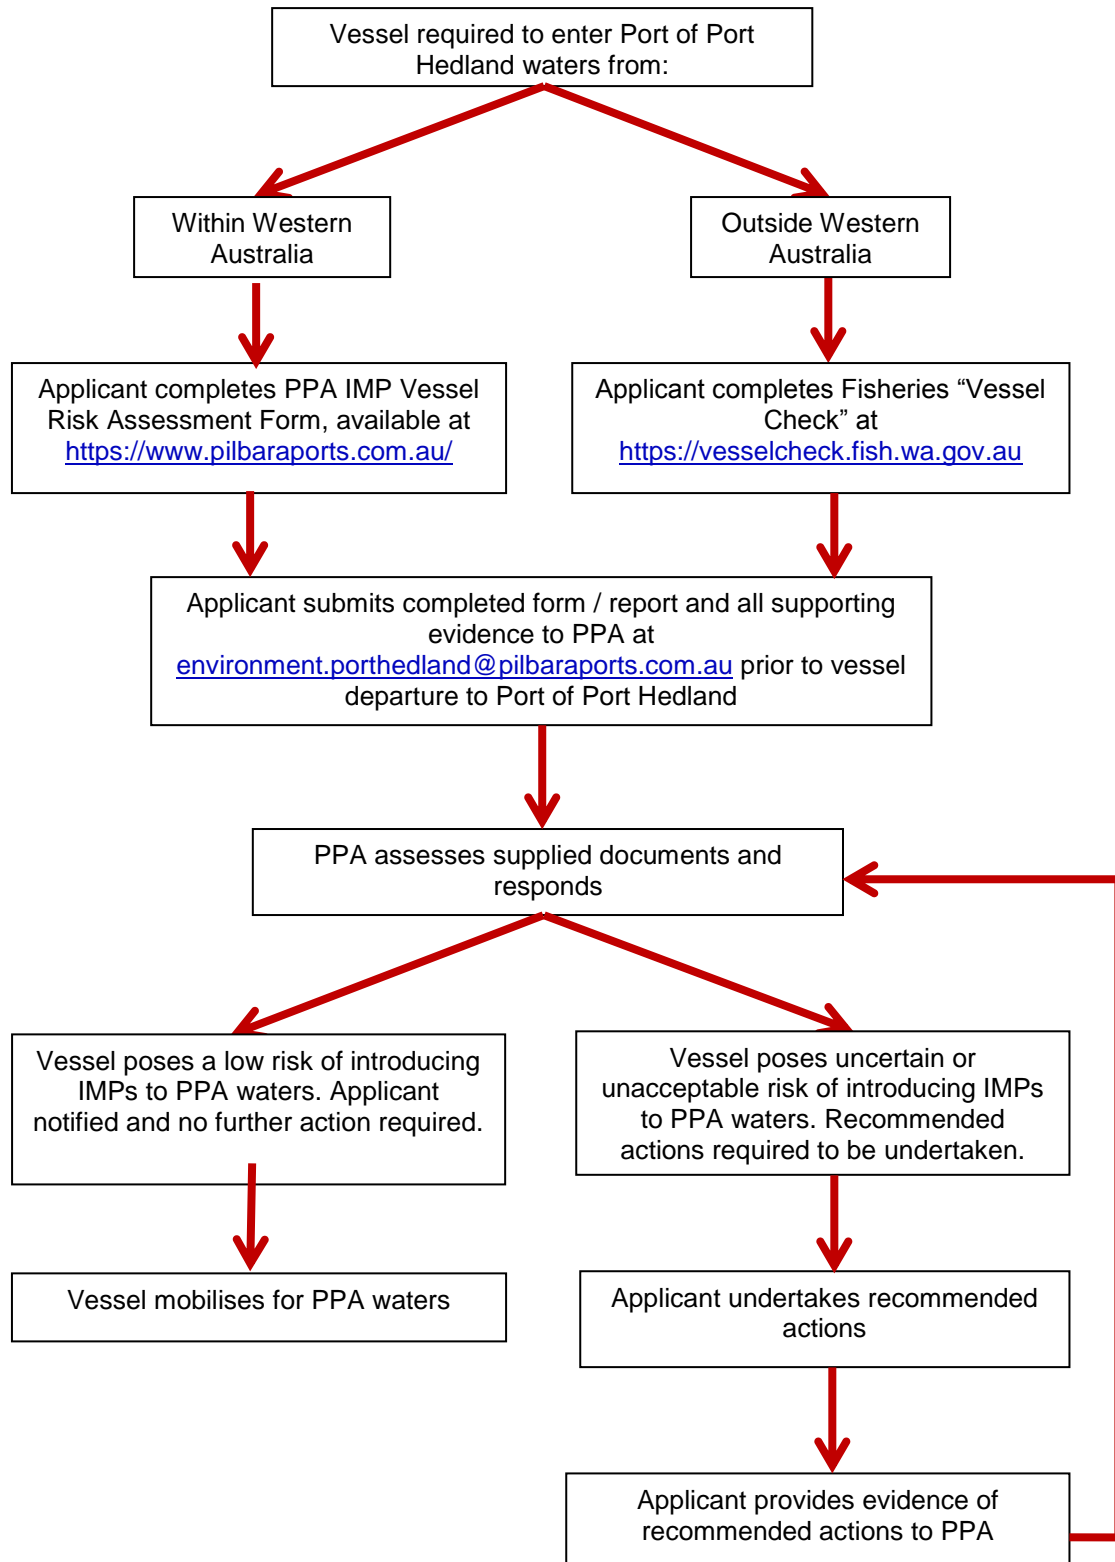 Vessel required to enter Port of Port
Hedland waters from:
Within Western
Australia
Outside Western
Australia
Applicant completes PPA IMP Vessel
Risk Assessment Form, available at
https://www.pilbaraports.com.au/
Applicant completes Fisheries “Vessel
Check” at
https://vesselcheck.fish.wa.gov.au
Applicant submits completed form / report and all supporting
evidence to PPA at
environment.porthedland@pilbaraports.com.au prior to vessel
departure to Port of Port Hedland
PPA assesses supplied documents and
responds
Vessel poses a low risk of introducing
IMPs to PPA waters. Applicant
notified and no further action required.
Vessel poses uncertain or
unacceptable risk of introducing IMPs
to PPA waters. Recommended
actions required to be undertaken.
Vessel mobilises for PPA waters
Applicant undertakes recommended
actions
Applicant provides evidence of
recommended actions to PPA